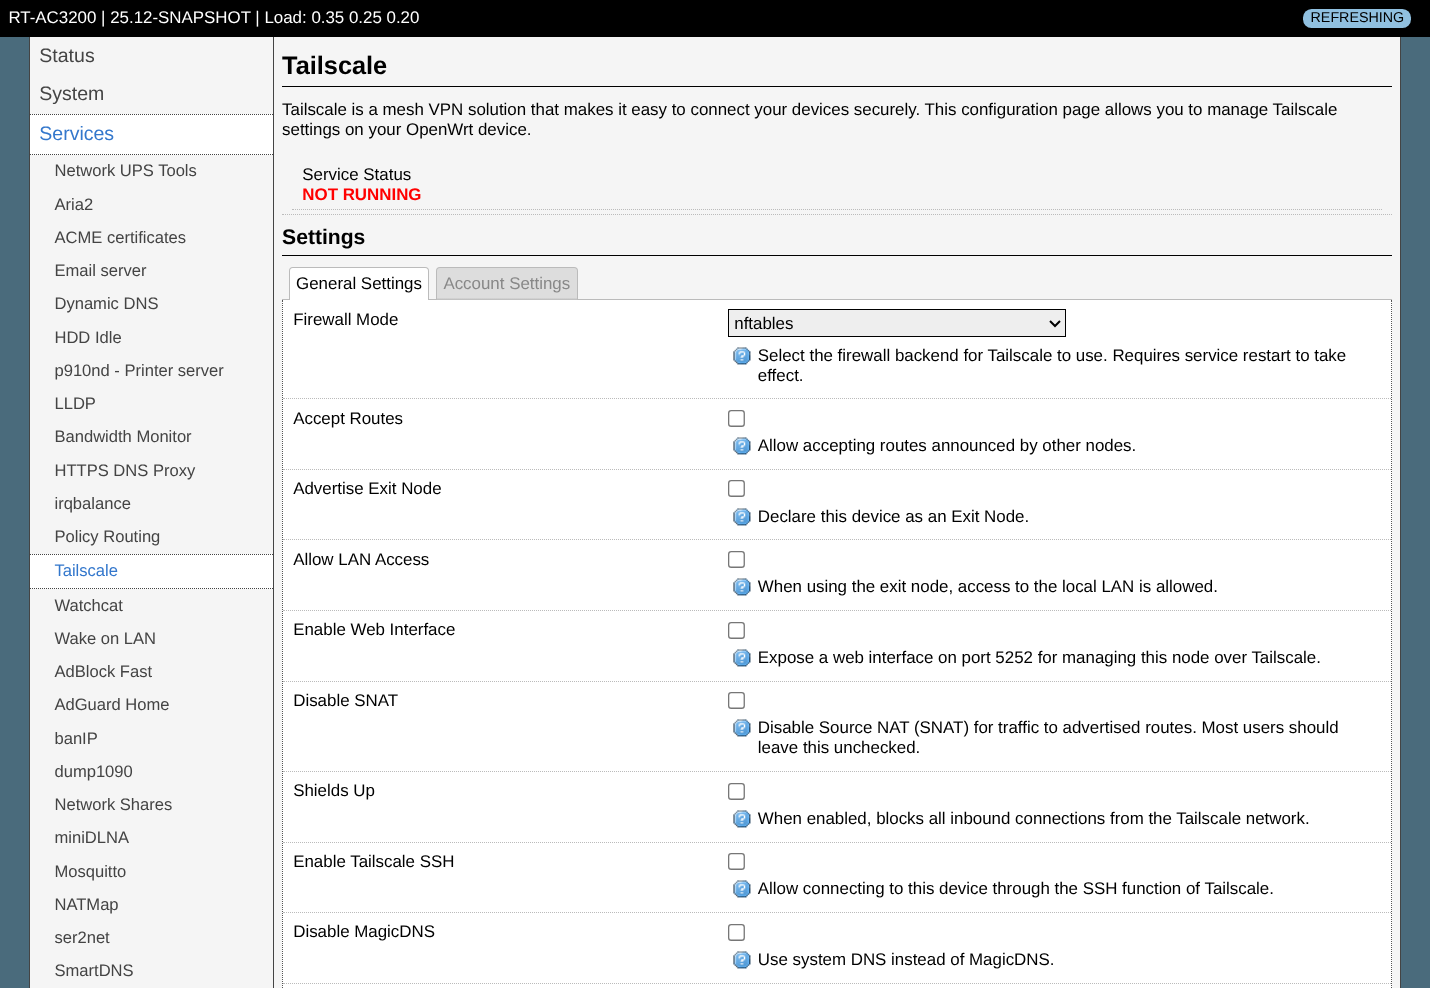 RT-AC3200 | 25.12-SNAPSHOT | Load: 0.35 0.25 0.20
REFRESHING
Status
System
Services
Network UPS Tools
Aria2
ACME certificates
Email server
Dynamic DNS
HDD Idle
p910nd - Printer server
LLDP
Bandwidth Monitor
HTTPS DNS Proxy
irqbalance
Policy Routing
Tailscale
Watchcat
Wake on LAN
AdBlock Fast
AdGuard Home
banIP
dump1090
Network Shares
miniDLNA
Mosquitto
NATMap
ser2net
SmartDNS
Tailscale
Tailscale is a mesh VPN solution that makes it easy to connect your devices securely. This configuration page allows you to manage Tailscale
settings on your OpenWrt device.
Service Status
NOT RUNNING
Settings
General Settings
Account Settings
Firewall Mode
nftables
Select the firewall backend for Tailscale to use. Requires service restart to take
effect.
Accept Routes
Allow accepting routes announced by other nodes.
Advertise Exit Node
Declare this device as an Exit Node.
Allow LAN Access
When using the exit node, access to the local LAN is allowed.
Enable Web Interface
Expose a web interface on port 5252 for managing this node over Tailscale.
Disable SNAT
Disable Source NAT (SNAT) for traffic to advertised routes. Most users should
leave this unchecked.
Shields Up
When enabled, blocks all inbound connections from the Tailscale network.
Enable Tailscale SSH
Allow connecting to this device through the SSH function of Tailscale.
Disable MagicDNS
Use system DNS instead of MagicDNS.